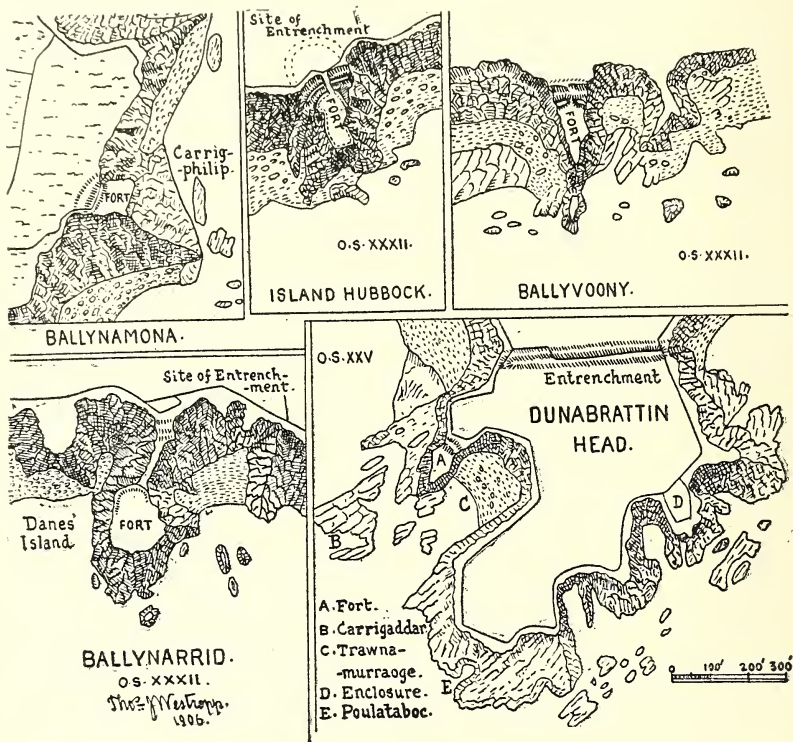 Carrig-
-philip.
FORT
BALLYNAMONA.
Site of
Entrenchment
FORT
O.S. XXXII.
ISLAND HUBBOCK.
FORT
O.S. XXXII.
BALLYVOONY.
Site of Entrench-
-ment.
FORT
'Danes'
Island
BALLYNARRID.
O.S. XXXII.
Thos J Westropp.
1906.
O.S. XXV
Entrenchment
DUNABRATTIN
HEAD.
A
B
C
D
E
A. Fort.
B. Carrigaddar
C. Trawna-
-murraoge.
D. Enclosure.
E. Poulataboc.
0 100' 200' 300'